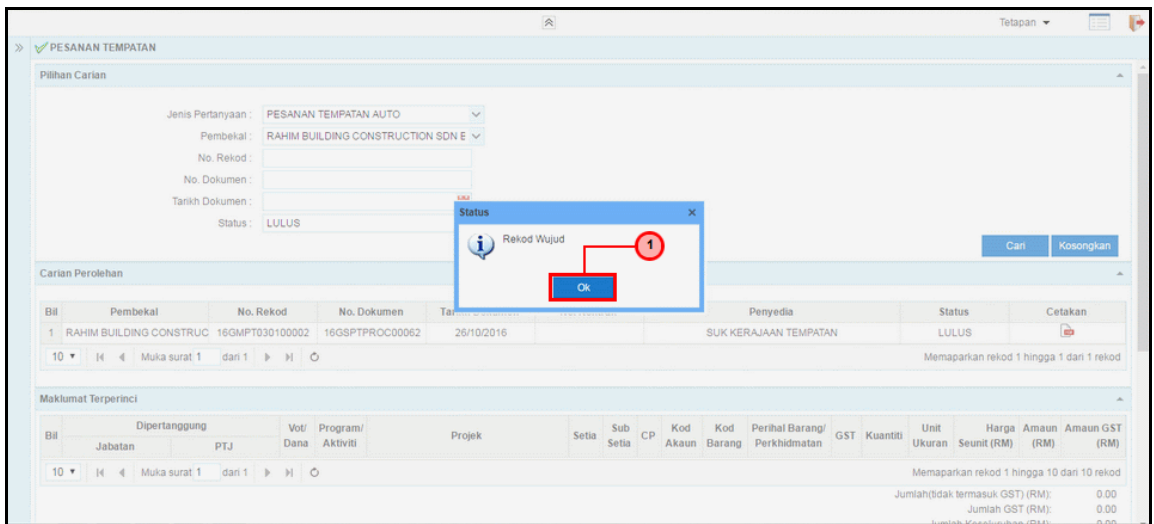 Tetapan
PESANAN TEMPATAN
Pilihan Carian
Jenis Pertanyaan : PESANAN TEMPATAN AUTO
Pembekal : RAHIM BUILDING CONSTRUCTION SDN B
No. Rekod :
No. Dokumen :
Tarikh Dokumen :
Status : LULUS
Status
Rekod Wujud
1
Ok
Cari Kosongkan
Carian Perolehan
Bil Pembekal No. Rekod No. Dokumen Penyedia Status Cetakan
1 RAHIM BUILDING CONSTRUC 16GMPT030100002 16GSPTPROC00062 26/10/2016 SUK KERAJAAN TEMPATAN LULUS
10 Muka surat 1 dari 1 Memaparkan rekod 1 hingga 1 dari 1 rekod
Maklumat Terperinci
Bil Dipertanggung Jabatan PTJ Vot/ Dana Program/ Aktiviti Projek Setia Sub Setia CP Kod Akaun Kod Barang Perihal Barang/ Perkhidmatan GST Kuantiti Unit Ukuran Harga Seunit (RM) Amaun (RM) Amaun GST (RM)
10 Muka surat 1 dari 1 Memaparkan rekod 1 hingga 10 dari 10 rekod
Jumlah(tidak termasuk GST) (RM): 0.00
Jumlah GST (RM): 0.00
Jumlah Keseluruhan (RM): 0.00